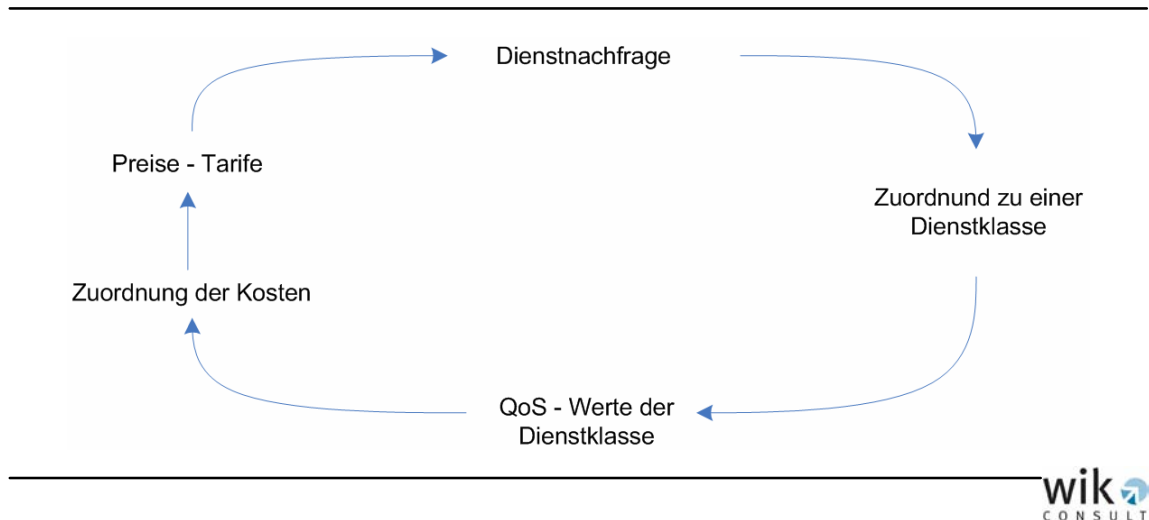 Dienstnachfrage
Preise - Tarife
Zuordnund zu einer
Dienstklasse
Zuordnung der Kosten
QoS - Werte der
Dienstklasse
wik
CONSULT